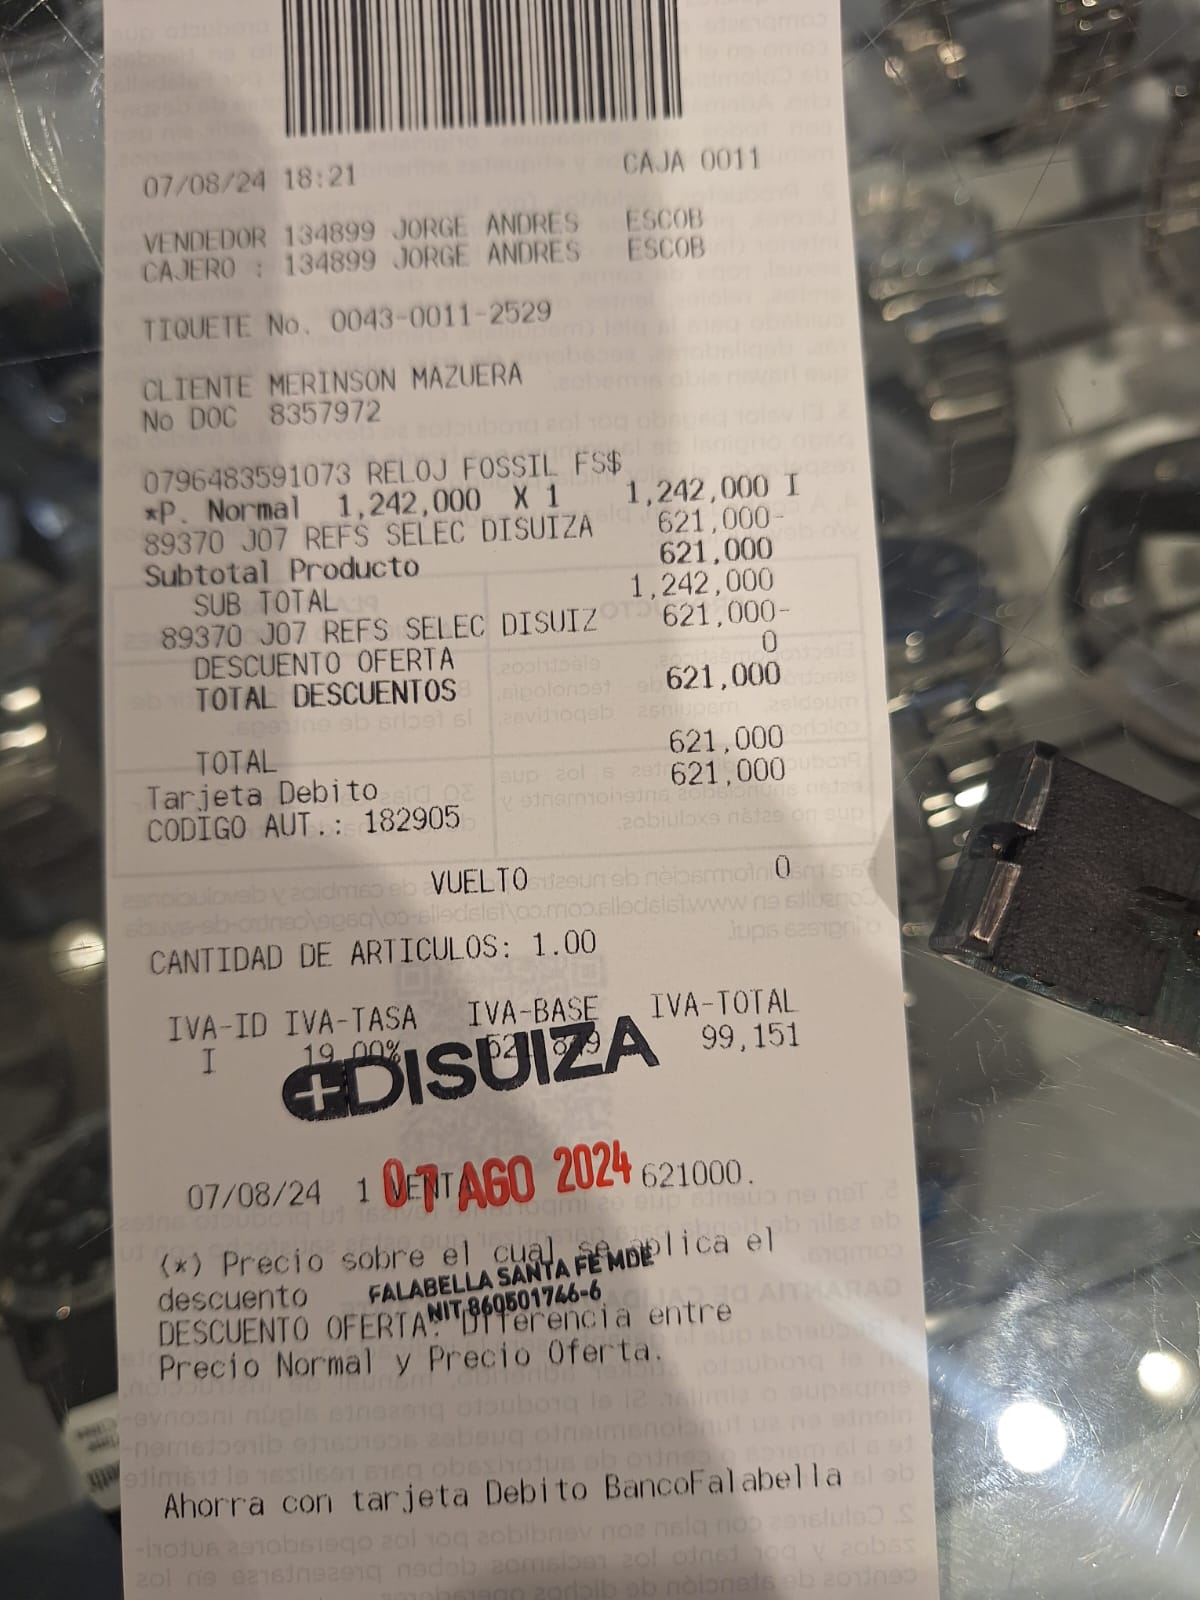 07/08/24 18:21 CAJA 0011
VENDEDOR 134899 JORGE ANDRES ESCOB
CAJERO : 134899 JORGE ANDRES ESCOB
TIQUETE No. 0043-0011-2529
CLIENTE MERINSON MAZUERA
No DOC 8357972
0796483591073 RELOJ FOSSIL FS$
*P. Normal 1,242,000 X 1 1,242,000 I
89370 J07 REFS SELEC DISUIZA 621,000-
Subtotal Producto 621,000
SUB TOTAL 1,242,000
89370 J07 REFS SELEC DISUIZ 621,000-
DESCUENTO OFERTA 0
TOTAL DESCUENTOS 621,000
TOTAL 621,000
Tarjeta Debito 621,000
CODIGO AUT.: 182905
VUELTO 0
CANTIDAD DE ARTICULOS: 1.00
IVA-ID IVA-TASA IVA-BASE IVA-TOTAL
I 19.00% 99,151
DISUIZA
07/08/24 1 VENTA 621000.
07 AGO 2024
(*) Precio sobre el cual se aplica el
descuento
FALABELLA SANTA FE MDE
NIT,860501746-6
DESCUENTO OFERTA: Diferencia entre
Precio Normal y Precio Oferta.
Ahorra con tarjeta Debito BancoFalabella